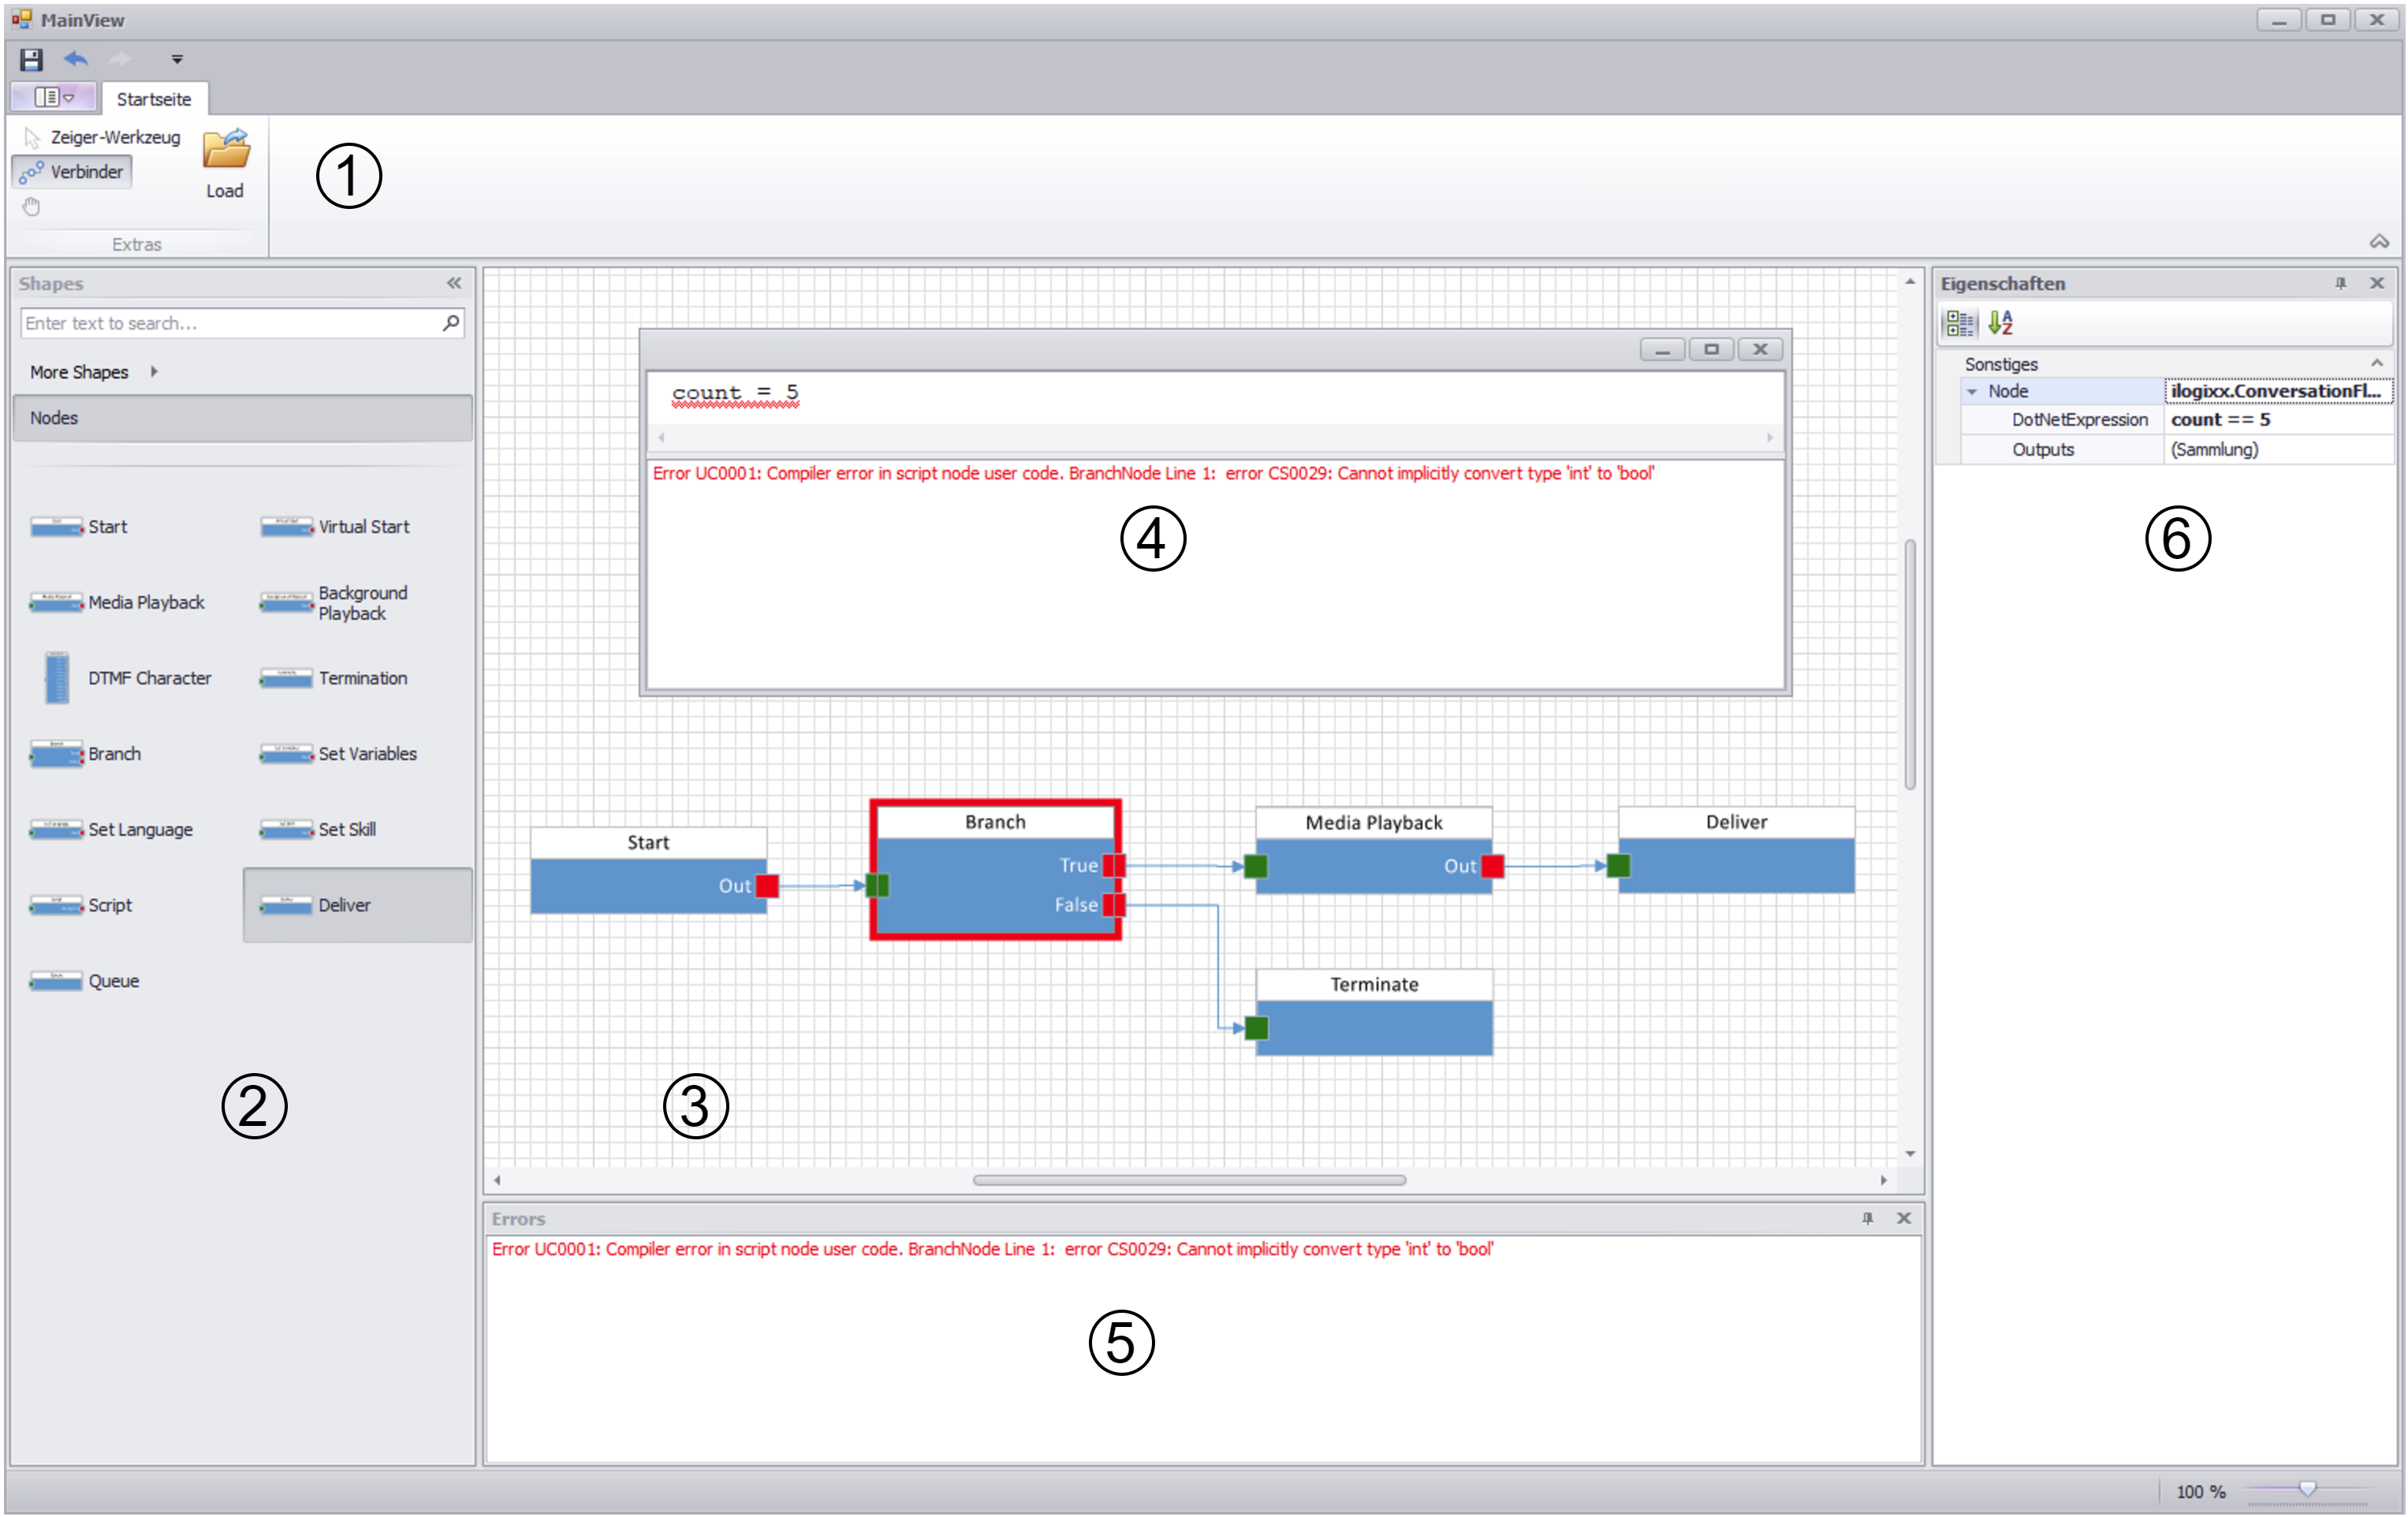 MainView
Startseite
Zeiger-Werkzeug
Verbinder
Load
Extras
①
Shapes
Enter text to search...
More Shapes
Nodes
Start
Virtual Start
Media Playback
Background
Playback
DTMF Character
Termination
Branch
Set Variables
Set Language
Set Skill
Script
Deliver
Queue
②
count = 5
Error UC0001: Compiler error in script node user code. BranchNode Line 1:  error CS0029: Cannot implicitly convert type 'int' to 'bool'
④
Start
Out
Branch
True
False
Media Playback
Out
Deliver
Terminate
③
Errors
Error UC0001: Compiler error in script node user code. BranchNode Line 1:  error CS0029: Cannot implicitly convert type 'int' to 'bool'
⑤
Eigenschaften
A
Z
Sonstiges
Node ilogixx.ConversationFl...
DotNetExpression count == 5
Outputs (Sammlung)
⑥
100 %